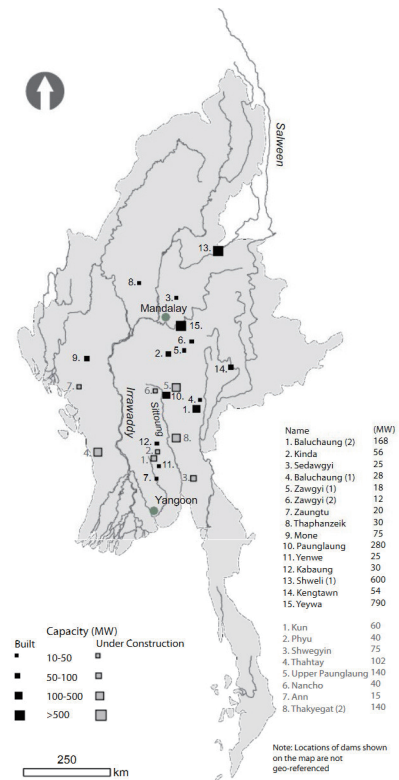 Salween
13.
8.
3.
Mandalay
15.
6.
2. 5.
9.
14.
7.
6. 5.
10.
4.
1.
Irrawaddy
Sittoung
8.
12.
4.
2.
1.
11.
7.
3.
Yangoon
Name (MW)
1. Baluchaung (2) 168
2. Kinda 56
3. Sedawgyi 25
4. Baluchaung (1) 28
5. Zawgyi (1) 18
6. Zawgyi (2) 12
7. Zaungtu 20
8. Thaphanzeik 30
9. Mone 75
10. Paunglaung 280
11. Yenwe 25
12. Kabaung 30
13. Shweli (1) 600
14. Kengtawn 54
15. Yeywa 790
1. Kun 60
2. Phyu 40
3. Shwegyin 75
4. Thahtay 102
5. Upper Paunglaung 140
6. Nancho 40
7. Ann 15
8. Thakyegat (2) 140
Capacity (MW)
Built Under Construction
10-50
50-100
100-500
>500
250
km
Note: Locations of dams shown
on the map are not
geo-referenced